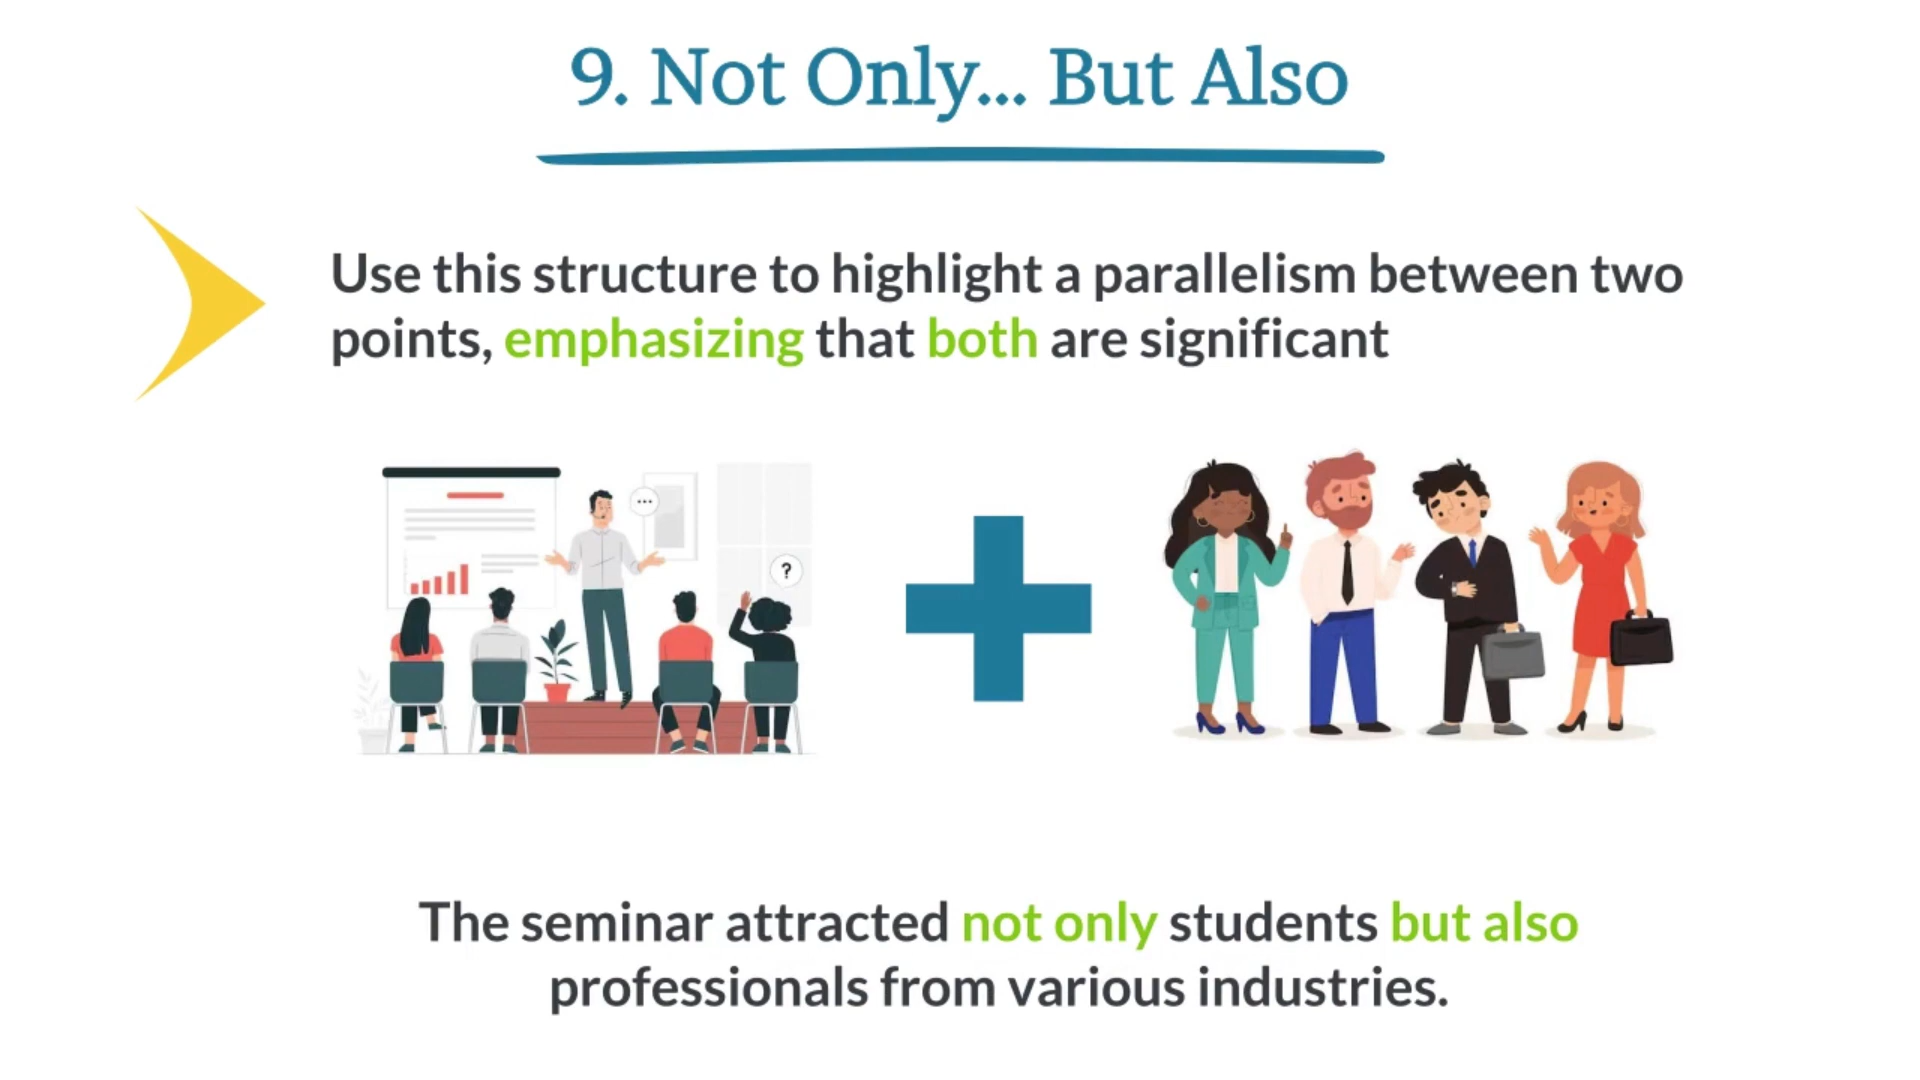 9. Not Only... But Also
Use this structure to highlight a parallelism between two
points, emphasizing that both are significant
...
?
The seminar attracted not only students but also
professionals from various industries.